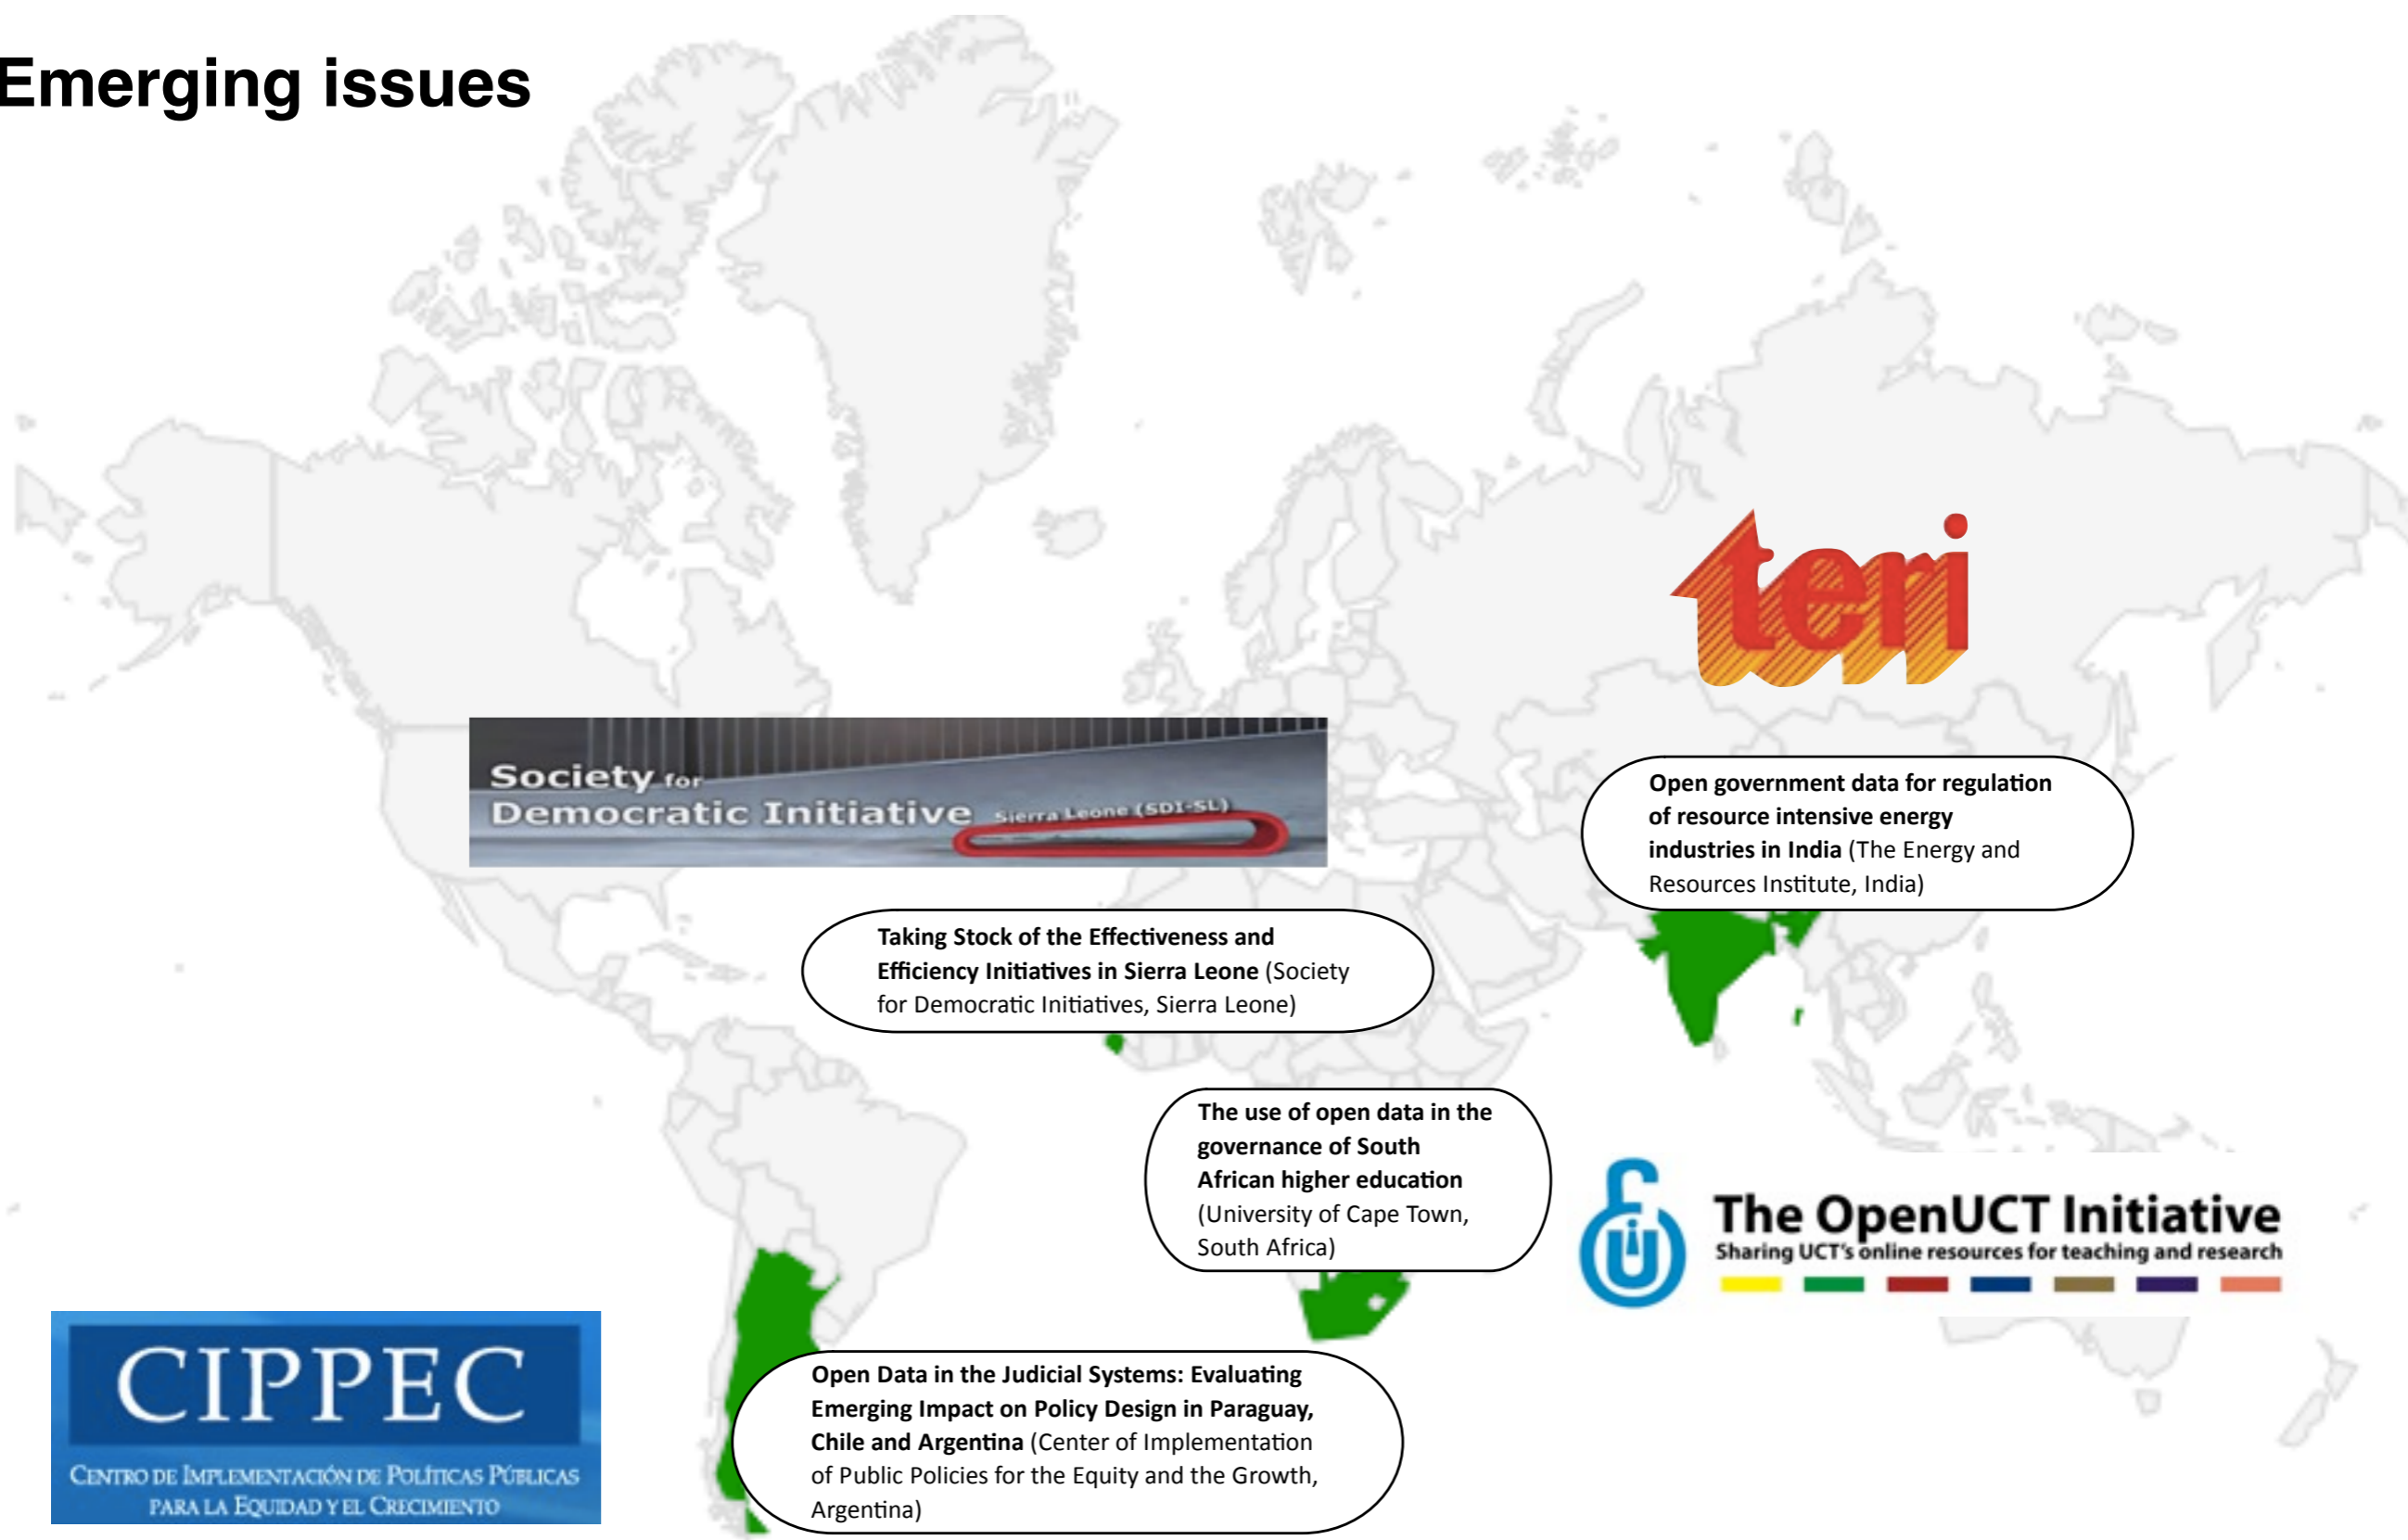 Emerging issues
teri
Society for
Democratic Initiative Sierra Leone (SDI-SL)
Open government data for regulation
of resource intensive energy
industries in India (The Energy and
Resources Institute, India)
Taking Stock of the Effectiveness and
Efficiency Initiatives in Sierra Leone (Society
for Democratic Initiatives, Sierra Leone)
The use of open data in the
governance of South
African higher education
(University of Cape Town,
South Africa)
The OpenUCT Initiative
Sharing UCT's online resources for teaching and research
CIPPEC
CENTRO DE IMPLEMENTACIÓN DE POLÍTICAS PÚBLICAS
PARA LA EQUIDAD Y EL CRECIMIENTO
Open Data in the Judicial Systems: Evaluating
Emerging Impact on Policy Design in Paraguay,
Chile and Argentina (Center of Implementation
of Public Policies for the Equity and the Growth,
Argentina)